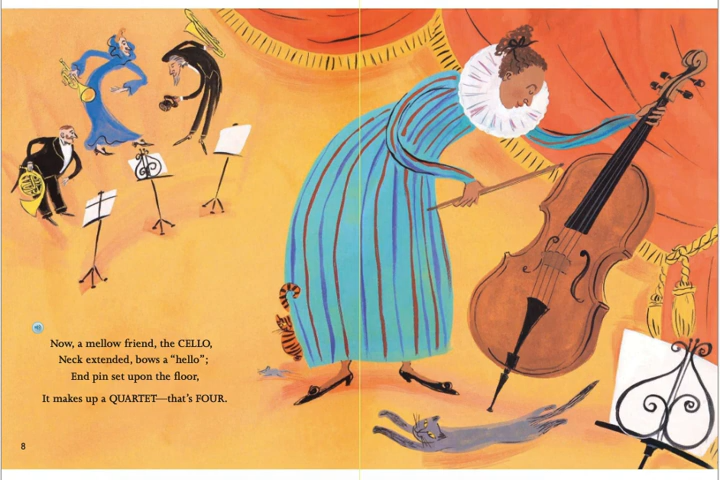 Now, a mellow friend, the CELLO,
Neck extended, bows a “hello”;
End pin set upon the floor,
It makes up a QUARTET—that’s FOUR.
8